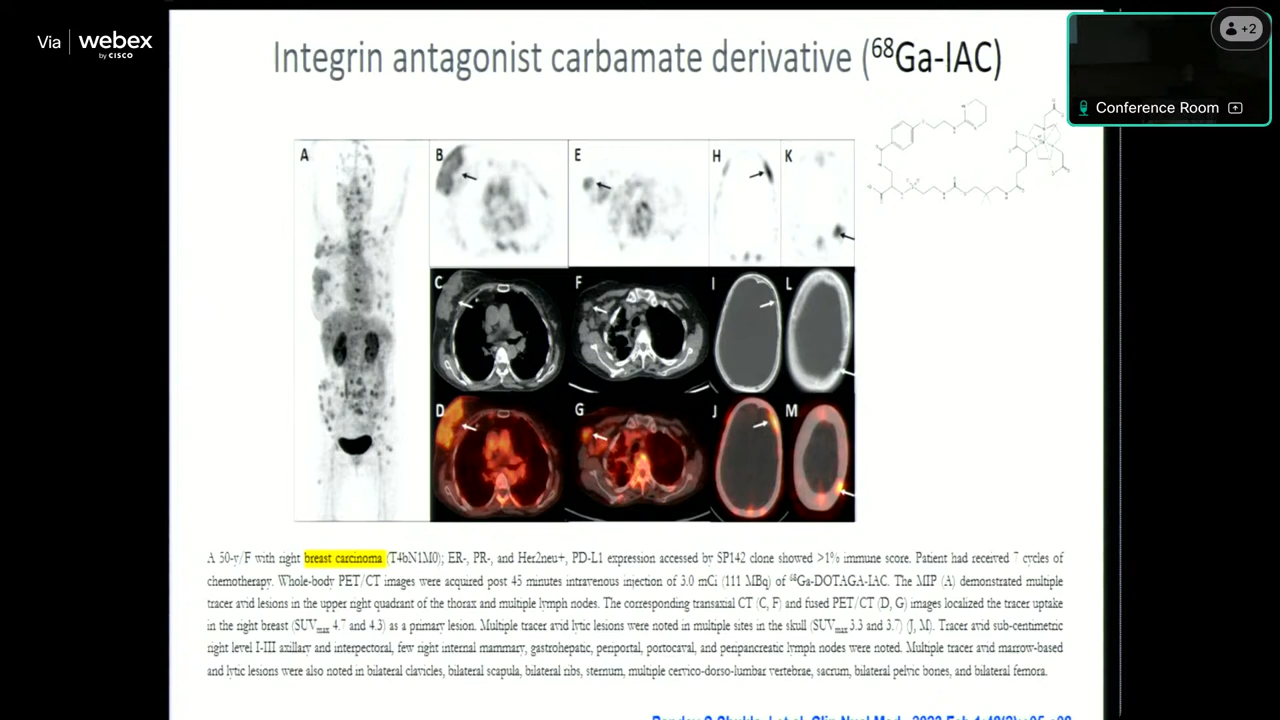 Via webex
by CISCO
+2
Conference Room
Integrin antagonist carbamate derivative (⁶⁸Ga-IAC)
A
B
E
H
K
C
F
I
L
D
G
J
M
A 50-y/F with right breast carcinoma (T4bN1M0); ER-, PR-, and Her2neu+, PD-L1 expression accessed by SP142 clone showed >1% immune score. Patient had received 7 cycles of
chemotherapy. Whole-body PET/CT images were acquired post 45 minutes intravenous injection of 3.0 mCi (111 MBq) of ⁶⁸Ga-DOTAGA-IAC. The MIP (A) demonstrated multiple
tracer avid lesions in the upper right quadrant of the thorax and multiple lymph nodes. The corresponding transaxial CT (C, F) and fused PET/CT (D, G) images localized the tracer uptake
in the right breast (SUVmax 4.7 and 4.3) as a primary lesion. Multiple tracer avid lytic lesions were noted in multiple sites in the skull (SUVmax 3.3 and 3.7) (J, M). Tracer avid sub-centimetric
right level I-III axillary and interpectoral, few right internal mammary, gastrohepatic, periportal, portocaval, and peripancreatic lymph nodes were noted. Multiple tracer avid marrow-based
and lytic lesions were also noted in bilateral clavicles, bilateral scapula, bilateral ribs, sternum, multiple cervico-dorso-lumbar vertebrae, sacrum, bilateral pelvic bones, and bilateral femora.